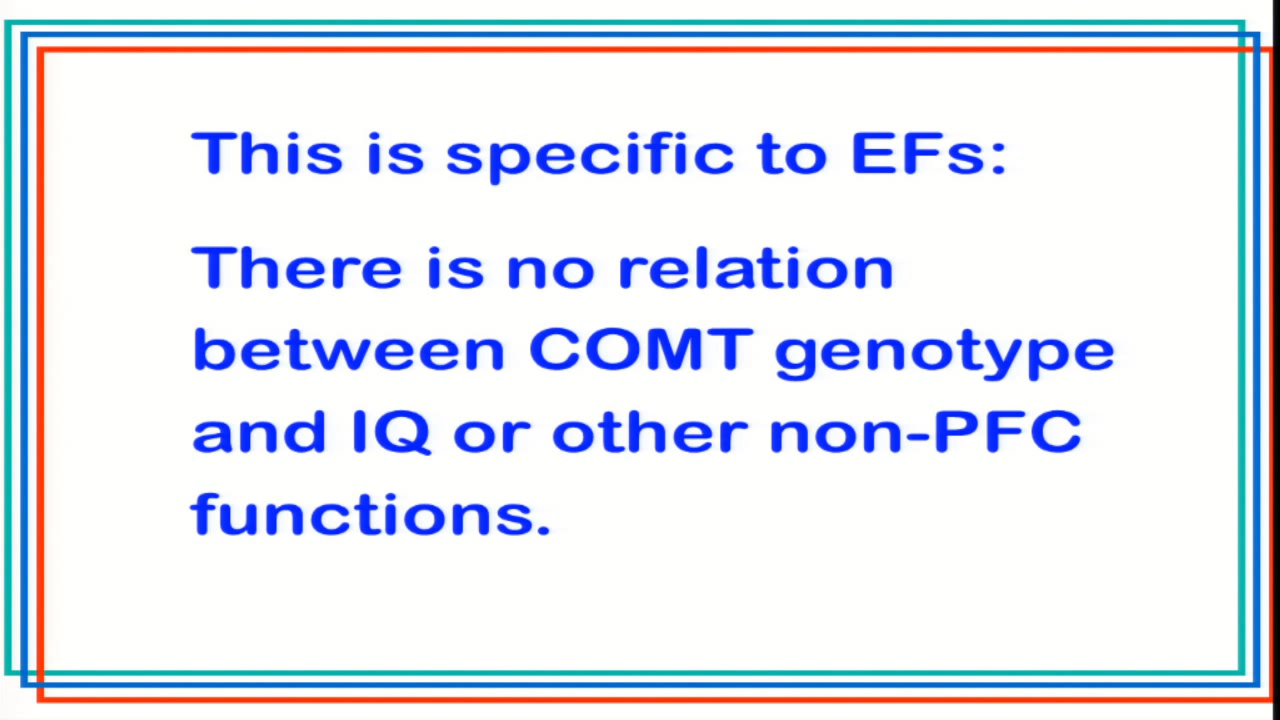 This is specific to EFs:
There is no relation
between COMT genotype
and IQ or other non-PFC
functions.